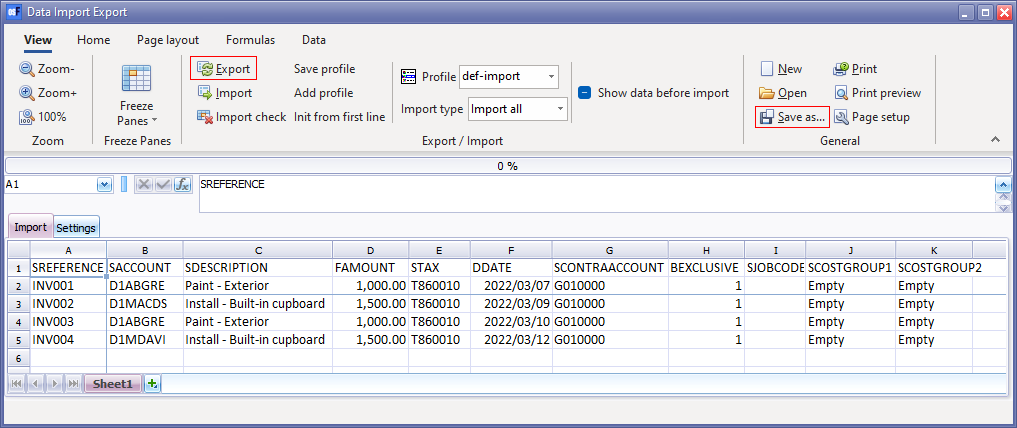 Data Import Export
View Home Page layout Formulas Data
Zoom- Export Save profile Profile def-import New Print
Zoom+ Freeze Panes Import Add profile Show data before import Open Print preview
100% Import check Init from first line Import type Import all Save as... Page setup
Zoom Freeze Panes Export / Import General
0 %
A1 fx SREFERENCE
Import Settings
A B C D E F G H I J K
1 SREFERENCE SACCOUNT SDESCRIPTION FAMOUNT STAX DDATE SCONTRAACCOUNT BEXCLUSIVE SJOBCODE SCOSTGROUP1 SCOSTGROUP2
2 INV001 D1ABGRE Paint - Exterior 1,000.00 T860010 2022/03/07 G010000 1 Empty Empty
3 INV002 D1MACDS Install - Built-in cupboard 1,500.00 T860010 2022/03/09 G010000 1 Empty Empty
4 INV003 D1ABGRE Paint - Exterior 1,000.00 T860010 2022/03/10 G010000 1 Empty Empty
5 INV004 D1MDAVI Install - Built-in cupboard 1,500.00 T860010 2022/03/12 G010000 1 Empty Empty
6
Sheet1